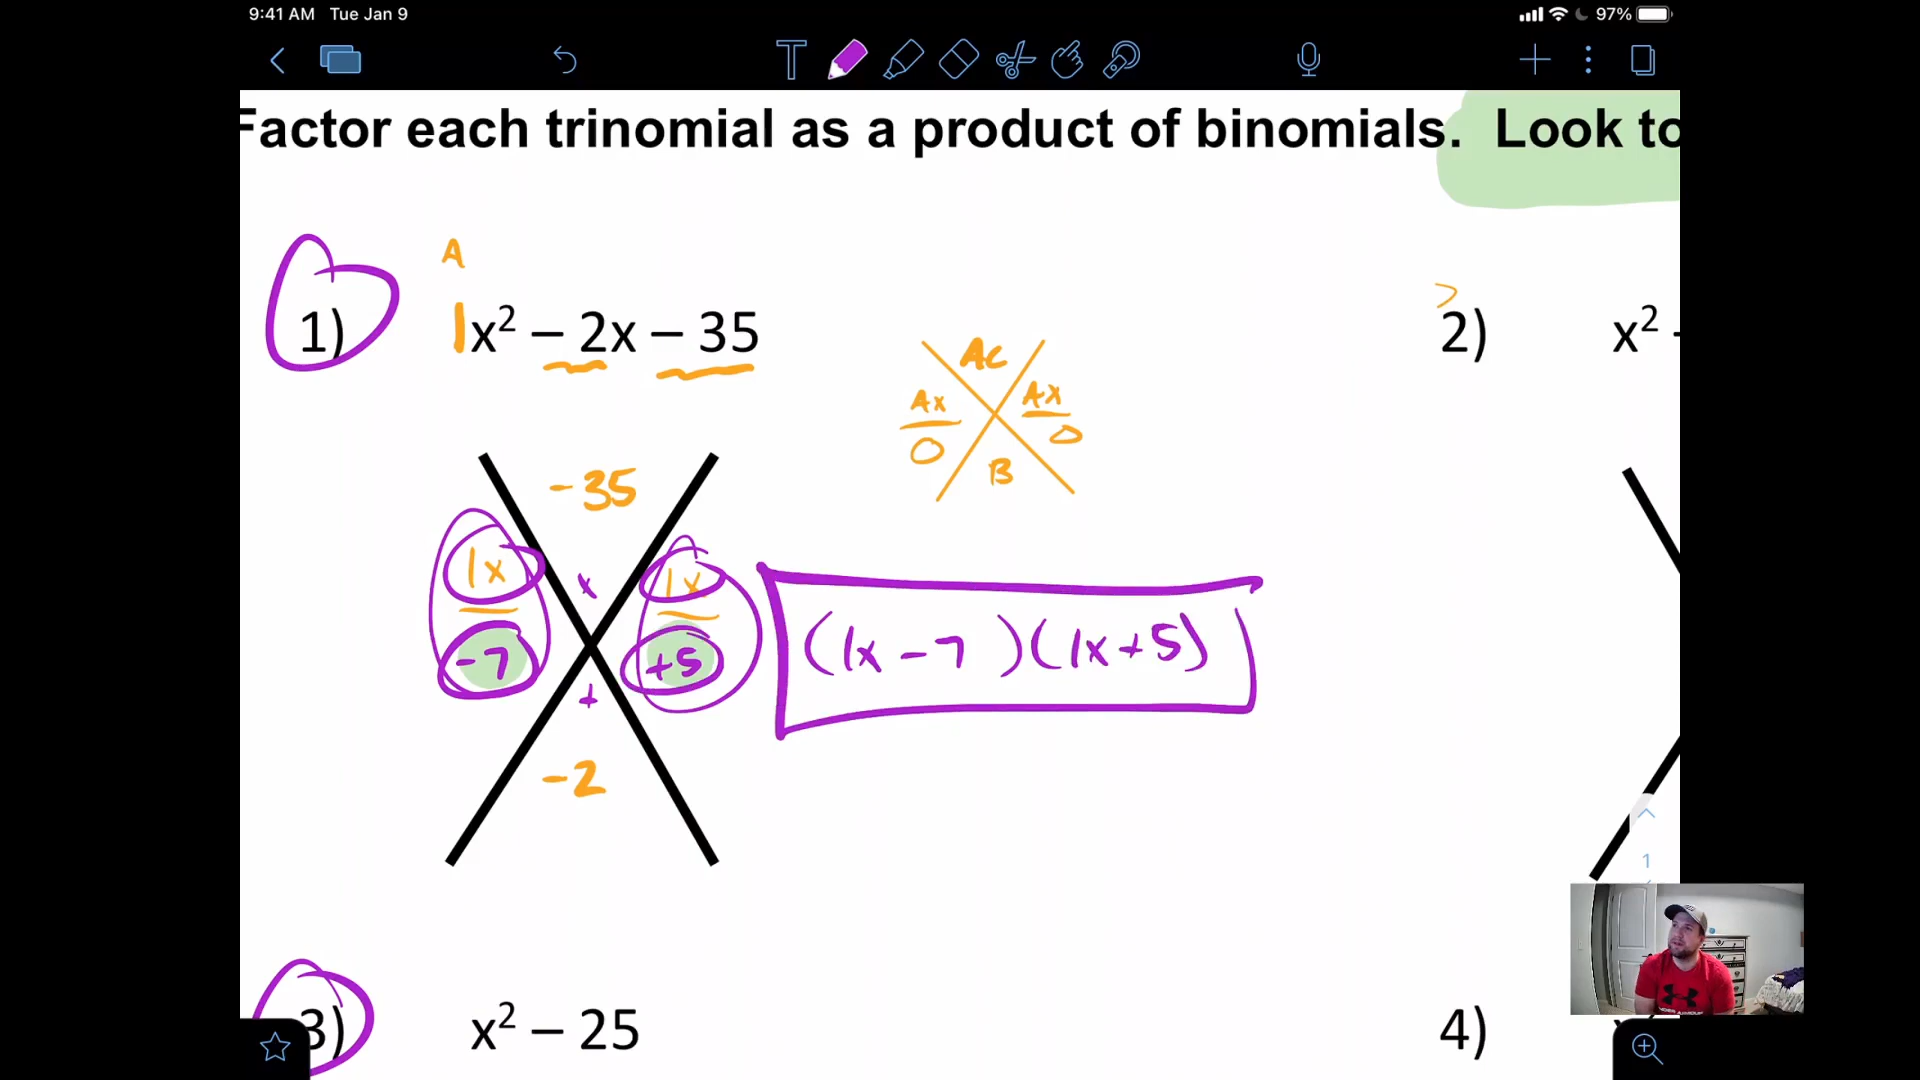 9:41 AM Tue Jan 9
97%
Factor each trinomial as a product of binomials. Look to
A
1) 1x² – 2x – 35
2) x² -
AC
Ax Ax
O O
B
-35
1x x 1x
-7 + +5
(1x - 7)(1x + 5)
-2
1
3) x² – 25
4)
UNDER ARMOUR